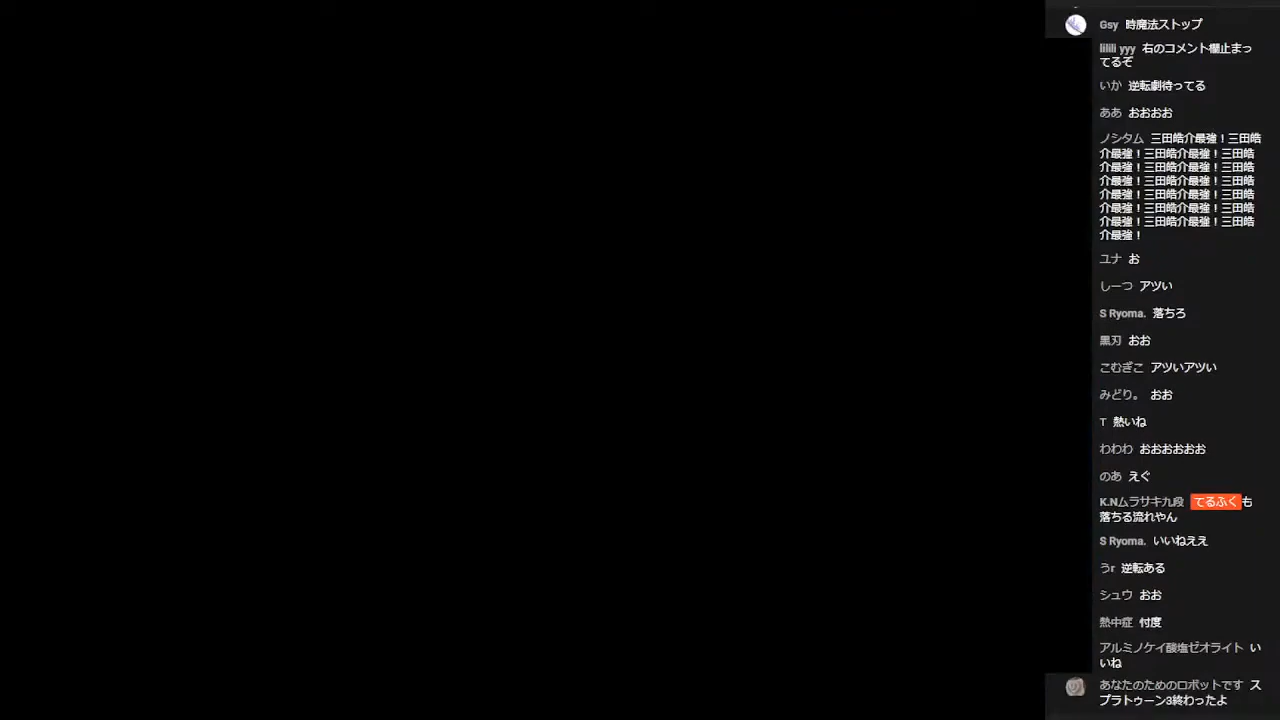 Gsy 時魔法ストップ
lilili yyy 右のコメント欄止まっ
てるぞ
いか 逆転劇待ってる
ああ おおおお
ノシタム 三田皓介最強！三田皓
介最強！三田皓介最強！三田皓
介最強！三田皓介最強！三田皓
介最強！三田皓介最強！三田皓
介最強！三田皓介最強！三田皓
介最強！三田皓介最強！三田皓
介最強！三田皓介最強！三田皓
介最強！
ユナ お
しーつ アツい
S Ryoma. 落ちろ
黒刃 おお
こむぎこ アツいアツい
みどり。 おお
T 熱いね
わわわ おおおおおお
のあ えぐ
K.Nムラサキ九段 てるふくも
落ちる流れやん
S Ryoma. いいねええ
うr 逆転ある
シュウ おお
熱中症 忖度
アルミノケイ酸塩ゼオライト い
いね
あなたのためのロボットです ス
プラトゥーン3終わったよ